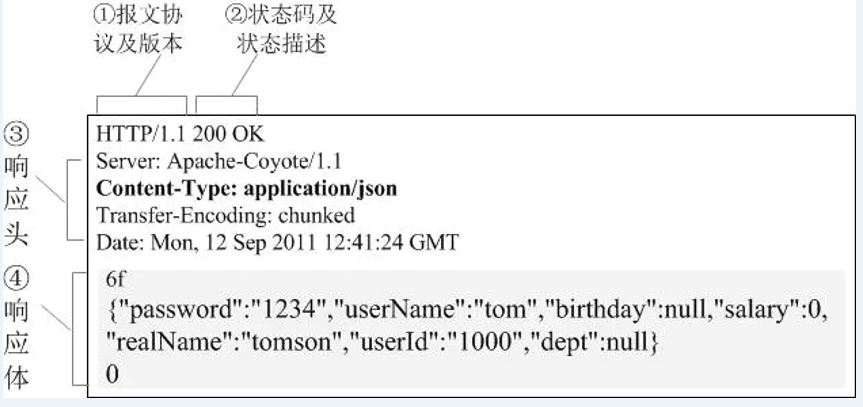 ①报文协
议及版本
②状态码及
状态描述
③
响
应
头
HTTP/1.1 200 OK
Server: Apache-Coyote/1.1
Content-Type: application/json
Transfer-Encoding: chunked
Date: Mon, 12 Sep 2011 12:41:24 GMT
④
响
应
体
6f
{"password":"1234","userName":"tom","birthday":null,"salary":0,
"realName":"tomson","userId":"1000","dept":null}
0